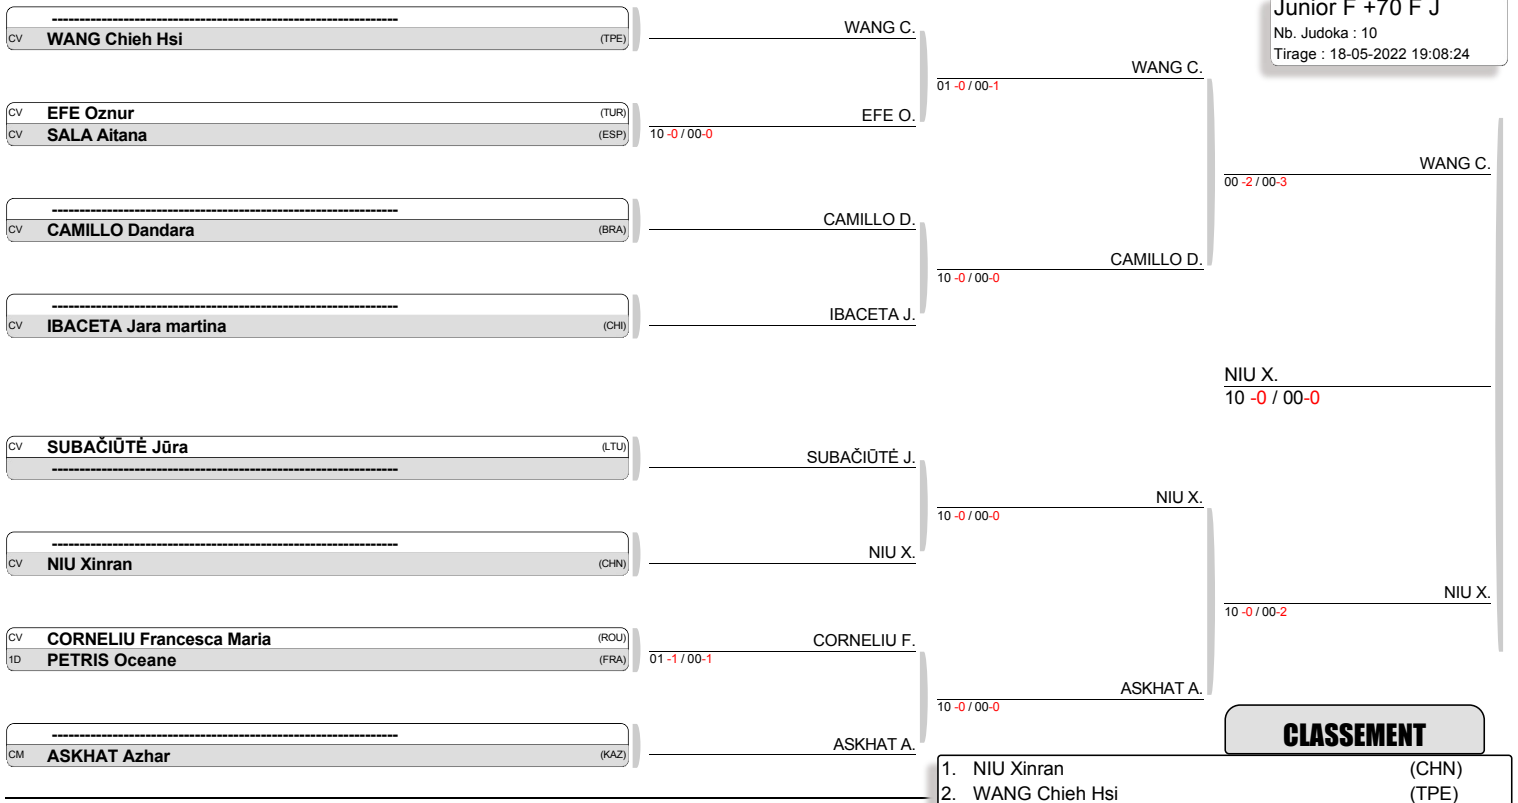 Junior F +70 F J
Nb. Judoka : 10
Tirage : 18-05-2022 19:08:24
----------------------------------------------------------------
CV WANG Chieh Hsi (TPE)
WANG C.
WANG C.
01 -0 / 00-1
CV EFE Oznur (TUR)
CV SALA Aitana (ESP)
EFE O.
10 -0 / 00-0
WANG C.
00 -2 / 00-3
----------------------------------------------------------------
CV CAMILLO Dandara (BRA)
CAMILLO D.
CAMILLO D.
10 -0 / 00-0
----------------------------------------------------------------
CV IBACETA Jara martina (CHI)
IBACETA J.
NIU X.
10 -0 / 00-0
CV SUBAČIŪTĖ Jūra (LTU)
----------------------------------------------------------------
SUBAČIŪTĖ J.
NIU X.
10 -0 / 00-0
----------------------------------------------------------------
CV NIU Xinran (CHN)
NIU X.
NIU X.
10 -0 / 00-2
CV CORNELIU Francesca Maria (ROU)
1D PETRIS Oceane (FRA)
CORNELIU F.
01 -1 / 00-1
ASKHAT A.
10 -0 / 00-0
----------------------------------------------------------------
CM ASKHAT Azhar (KAZ)
ASKHAT A.
CLASSEMENT
1. NIU Xinran (CHN)
2. WANG Chieh Hsi (TPE)